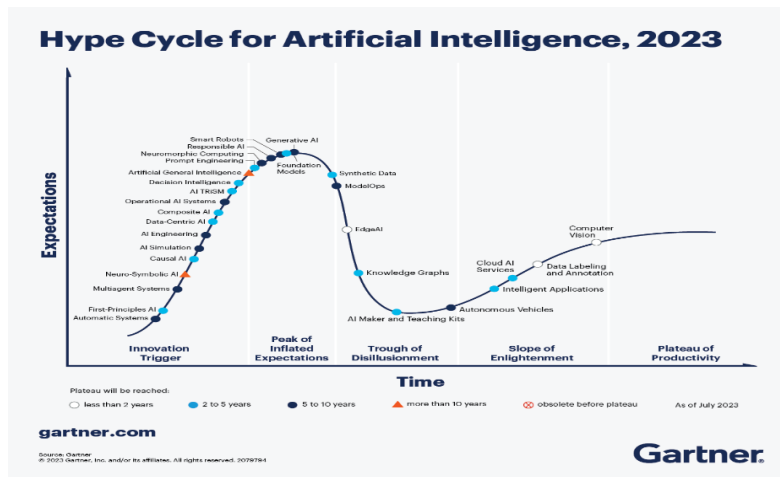 Hype Cycle for Artificial Intelligence, 2023
Expectations
Smart Robots
Responsible AI
Neuromorphic Computing
Prompt Engineering
Artificial General Intelligence
Decision Intelligence
AI TRiSM
Operational AI Systems
Composite AI
Data-Centric AI
AI Engineering
AI Simulation
Causal AI
Neuro-Symbolic AI
Multiagent Systems
First-Principles AI
Automatic Systems
Generative AI
Foundation
Models
Synthetic Data
ModelOps
EdgeAI
Knowledge Graphs
AI Maker and Teaching Kits
Autonomous Vehicles
Intelligent Applications
Cloud AI
Services
Data Labeling
and Annotation
Computer
Vision
Innovation
Trigger
Peak of
Inflated
Expectations
Trough of
Disillusionment
Slope of
Enlightenment
Plateau of
Productivity
Time
Plateau will be reached:
less than 2 years
2 to 5 years
5 to 10 years
more than 10 years
obsolete before plateau
As of July 2023
gartner.com
Source: Gartner
© 2023 Gartner, Inc. and/or its affiliates. All rights reserved. 2079794
Gartner.